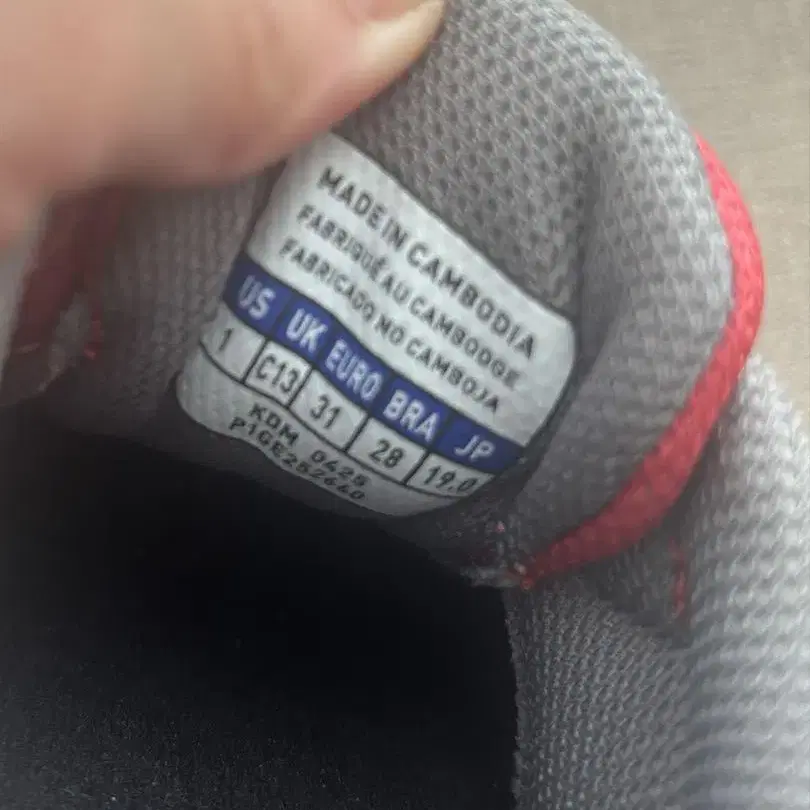 MADE IN CAMBODIA
FABRIQUÉ AU CAMBODGE
FABRICADO NO CAMBOJA
US UK EURO BRA JP
1 C13 31 28 19.0
KDM 0425
P1GE252660